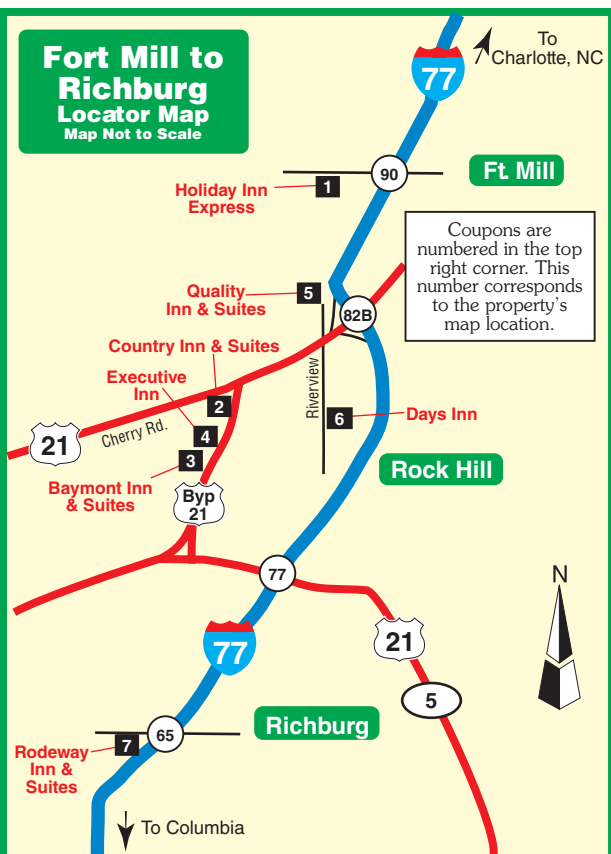 Fort Mill to
Richburg
Locator Map
Map Not to Scale
To
Charlotte, NC
77
90
Ft. Mill
1
Holiday Inn
Express
Coupons are
numbered in the top
right corner. This
number corresponds
to the property's
map location.
Quality
Inn & Suites
5
82B
Country Inn & Suites
Executive
Inn
2
Riverview
6
Days Inn
21
Cherry Rd.
4
3
Baymont Inn
& Suites
Rock Hill
Byp
21
77
N
77
21
5
Richburg
65
7
Rodeway
Inn &
Suites
To Columbia